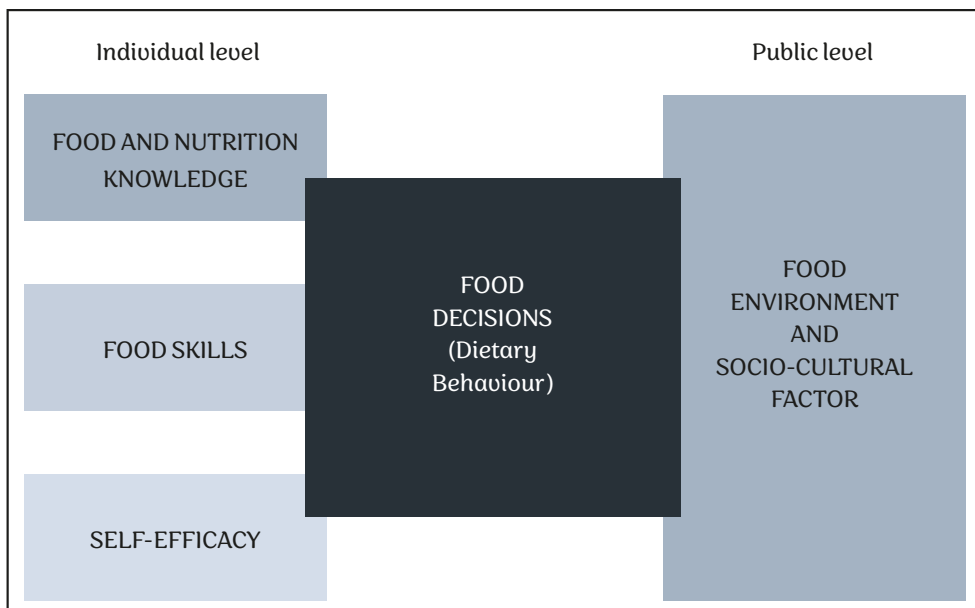 Individual level
Public level
FOOD AND NUTRITION
KNOWLEDGE
FOOD SKILLS
SELF-EFFICACY
FOOD
DECISIONS
(Dietary
Behaviour)
FOOD
ENVIRONMENT
AND
SOCIO-CULTURAL
FACTOR